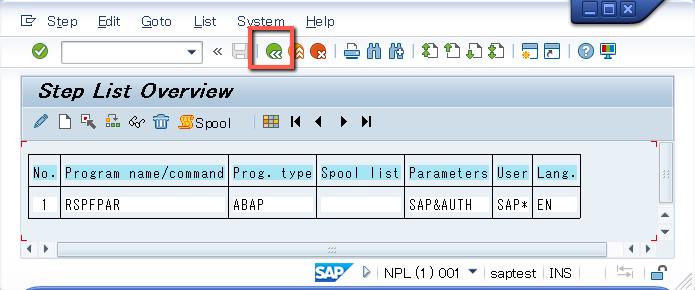 Step Edit Goto List System Help
Step List Overview
Spool
No. Program name/command Prog. type Spool list Parameters User Lang.
1 RSPFPAR ABAP SAP&AUTH SAP* EN
SAP NPL (1) 001 saptest INS